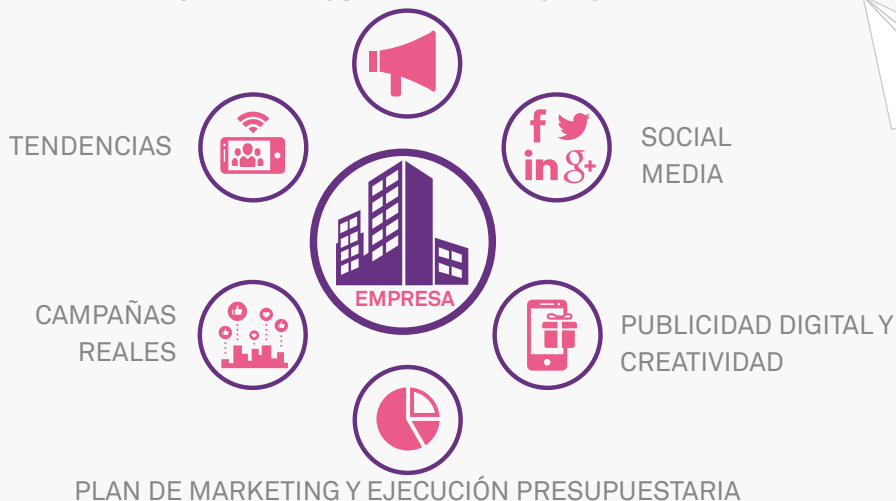 TENDENCIAS
SOCIAL
MEDIA
EMPRESA
CAMPAÑAS
REALES
PUBLICIDAD DIGITAL Y
CREATIVIDAD
PLAN DE MARKETING Y EJECUCIÓN PRESUPUESTARIA